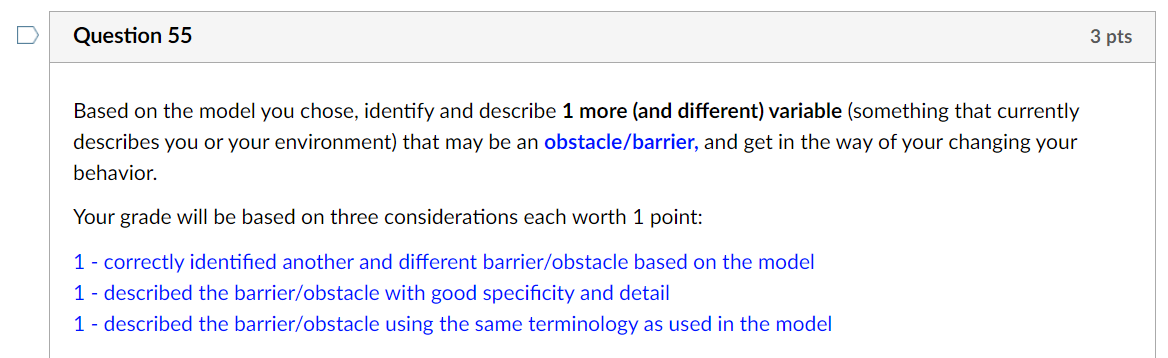 Question 55
3 pts
Based on the model you chose, identify and describe 1 more (and different) variable (something that currently
describes you or your environment) that may be an obstacle/barrier, and get in the way of your changing your
behavior.
Your grade will be based on three considerations each worth 1 point:
1 - correctly identified another and different barrier/obstacle based on the model
1 - described the barrier/obstacle with good specificity and detail
1 - described the barrier/obstacle using the same terminology as used in the model